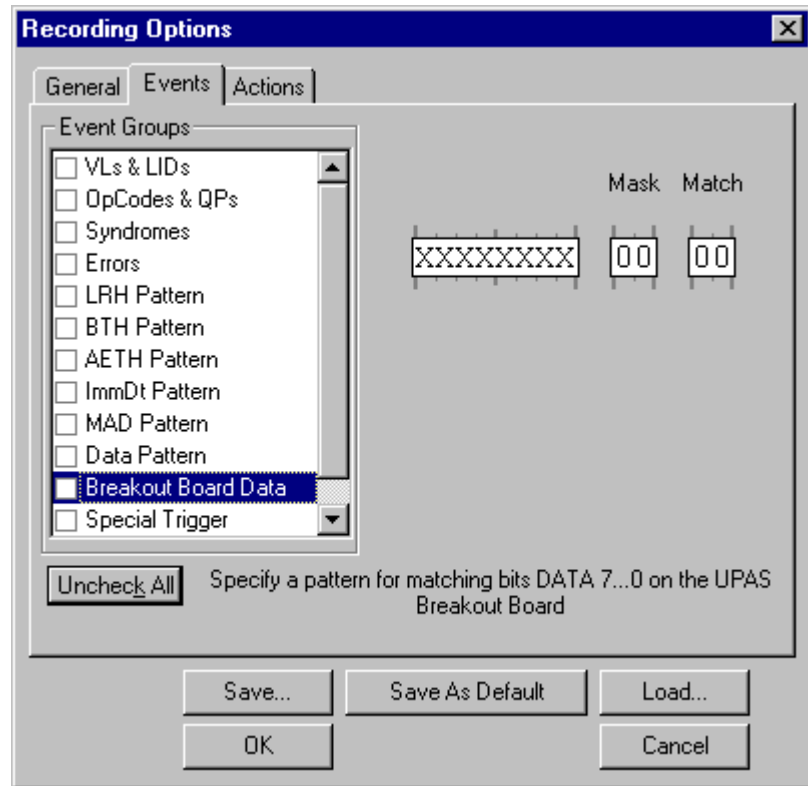 Recording Options
General Events Actions
Event Groups
VLs & LIDs
OpCodes & QPs
Syndromes
Errors
LRH Pattern
BTH Pattern
AETH Pattern
ImmDt Pattern
MAD Pattern
Data Pattern
Breakout Board Data
Special Trigger
Mask Match
XXXXXXXX 00 00
Uncheck All
Specify a pattern for matching bits DATA 7...0 on the UPAS
Breakout Board
Save... Save As Default Load...
OK Cancel